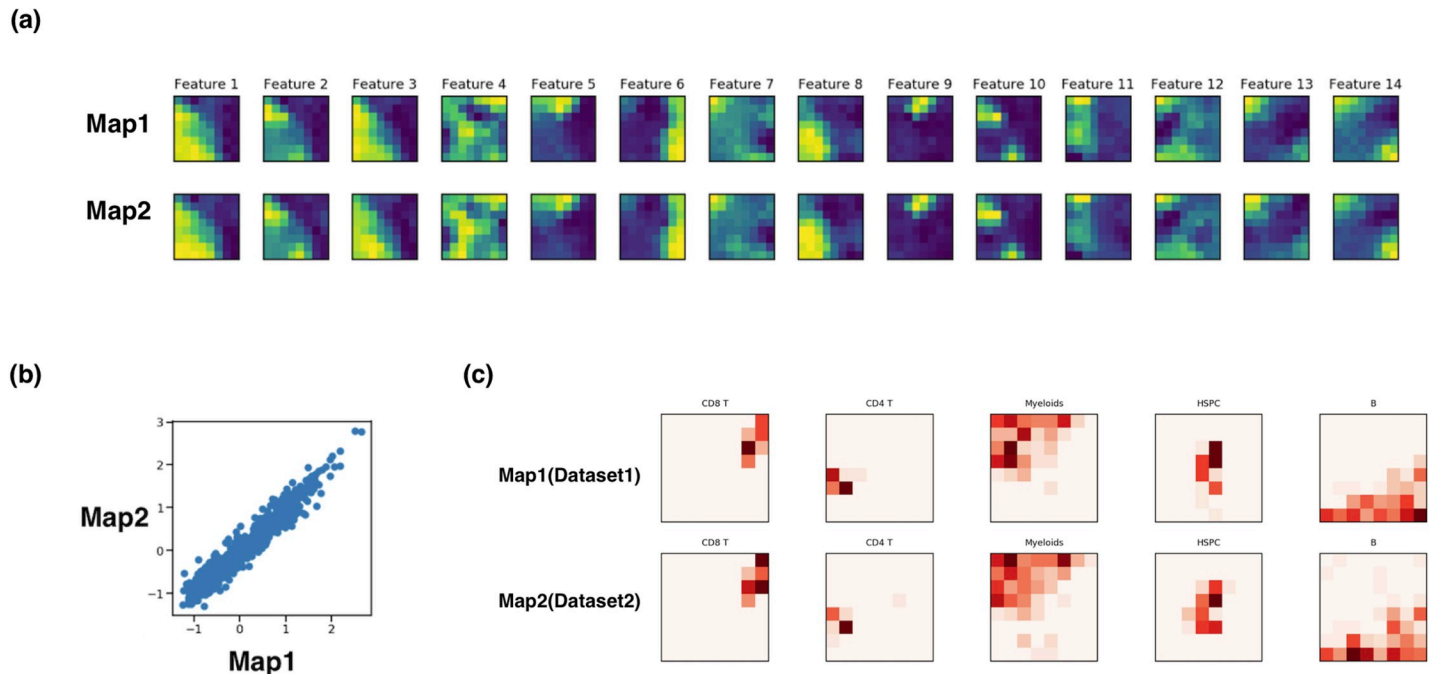 (a)
Feature 1 Feature 2 Feature 3 Feature 4 Feature 5 Feature 6 Feature 7 Feature 8 Feature 9 Feature 10 Feature 11 Feature 12 Feature 13 Feature 14
Map1
Map2
(b)
3
2
1
0
−1
−1 0 1 2
Map2
Map1
(c)
CD8 T CD4 T Myeloids HSPC B
Map1(Dataset1)
CD8 T CD4 T Myeloids HSPC B
Map2(Dataset2)